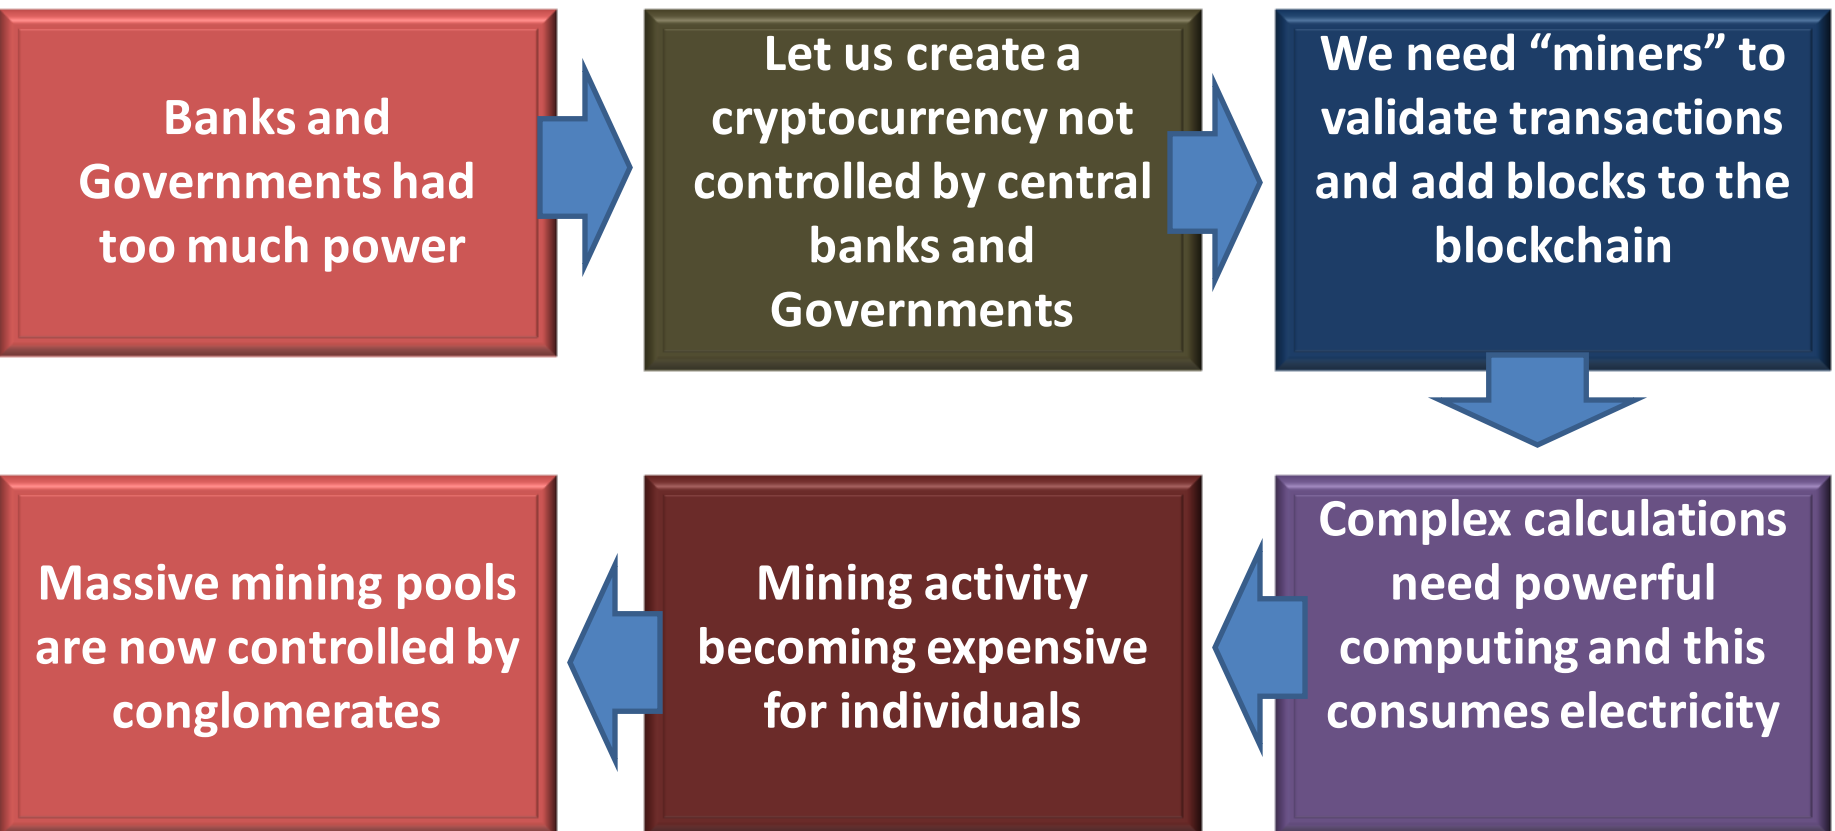 Banks and
Governments had
too much power
Let us create a
cryptocurrency not
controlled by central
banks and
Governments
We need “miners” to
validate transactions
and add blocks to the
blockchain
Complex calculations
need powerful
computing and this
consumes electricity
Mining activity
becoming expensive
for individuals
Massive mining pools
are now controlled by
conglomerates